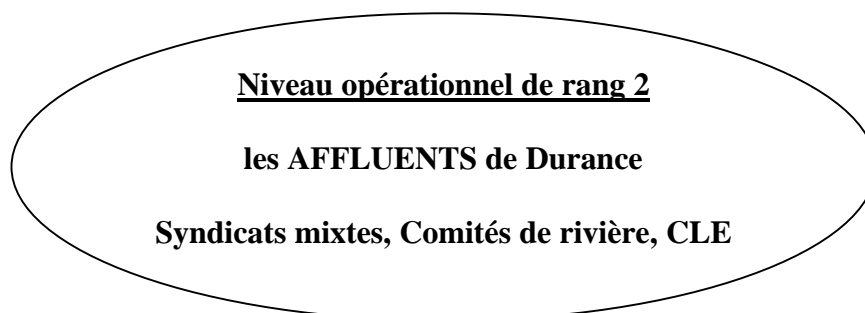 Niveau opérationnel de rang 2
les AFFLUENTS de Durance
Syndicats mixtes, Comités de rivière, CLE